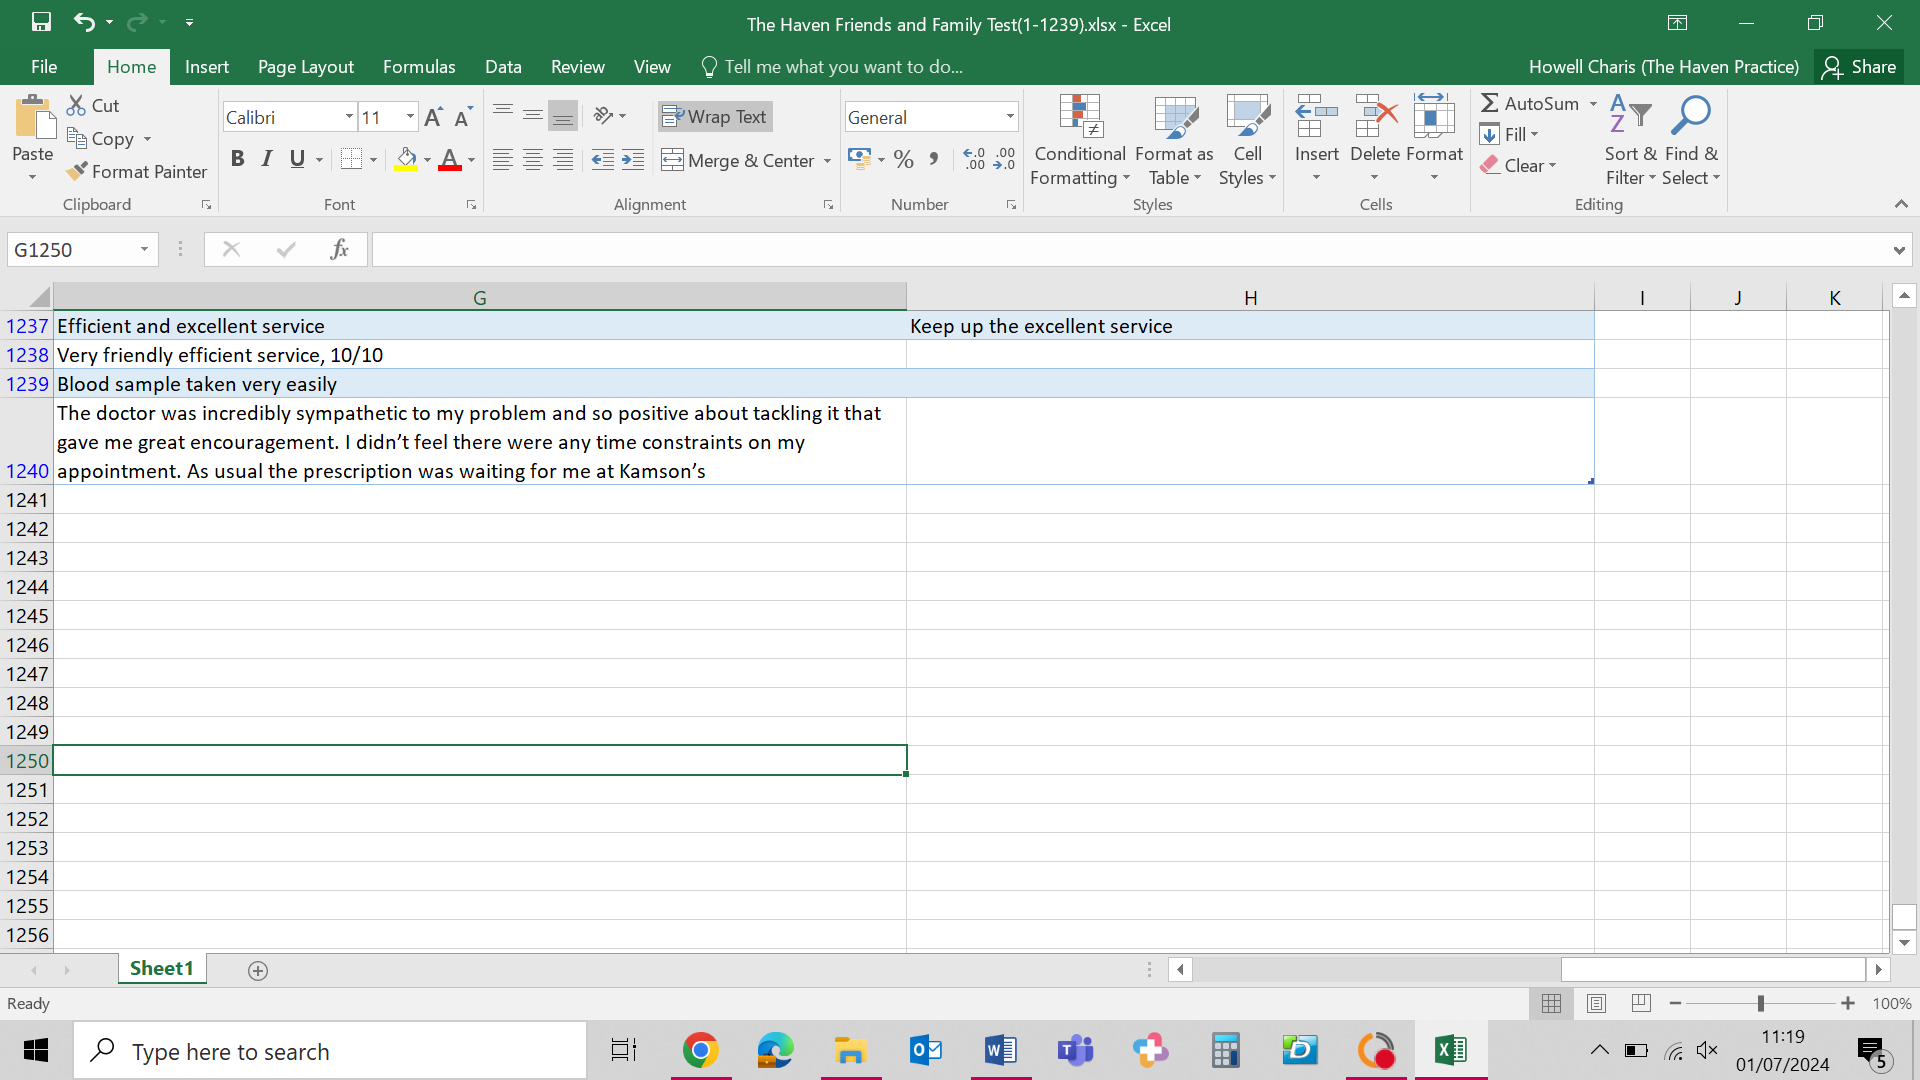 The Haven Friends and Family Test(1-1239).xlsx - Excel
File Home Insert Page Layout Formulas Data Review View Tell me what you want to do... Howell Charis (The Haven Practice) Share
Paste
Cut
Copy
Format Painter
Clipboard
Calibri 11
B I U
Font
Wrap Text
Merge & Center
Alignment
General
Number
Conditional Formatting
Format as Table
Cell Styles
Styles
Insert Delete Format
Cells
AutoSum
Fill
Clear
Sort & Filter
Find & Select
Editing
G1250
fx
G H I J K
1237 Efficient and excellent service Keep up the excellent service
1238 Very friendly efficient service, 10/10
1239 Blood sample taken very easily
The doctor was incredibly sympathetic to my problem and so positive about tackling it that
gave me great encouragement. I didn’t feel there were any time constraints on my
1240 appointment. As usual the prescription was waiting for me at Kamson’s
1241
1242
1243
1244
1245
1246
1247
1248
1249
1250
1251
1252
1253
1254
1255
1256
Sheet1
Ready 100%
Type here to search
11:19
01/07/2024
5